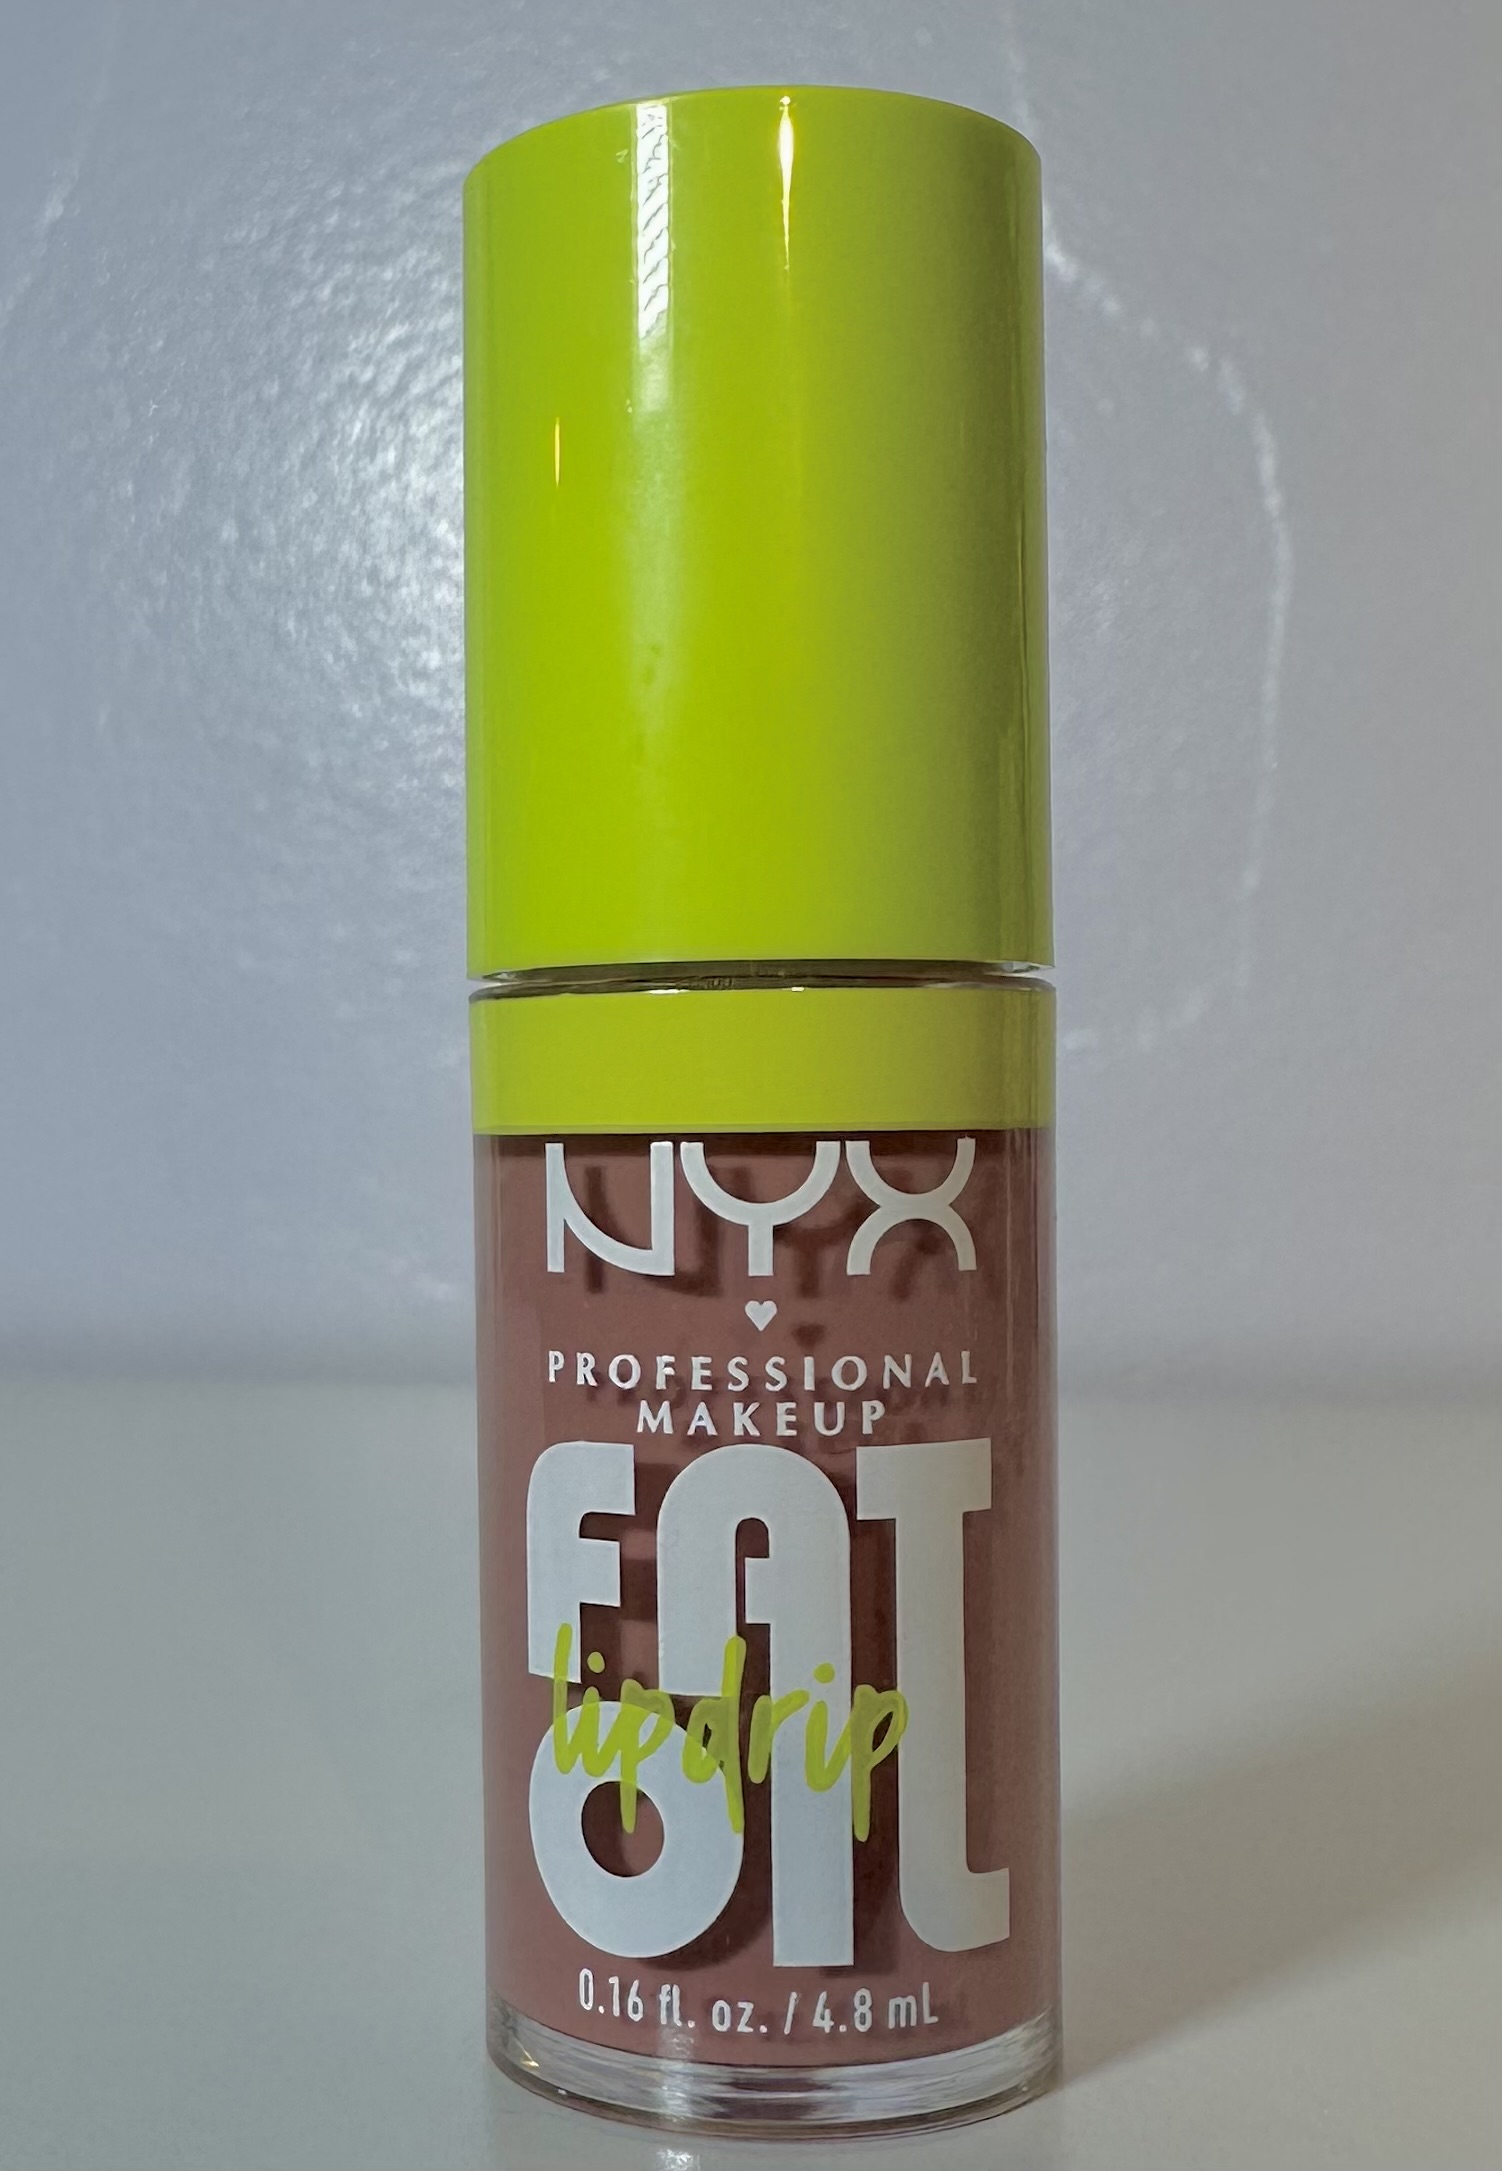 NYX
PROFESSIONAL
MAKEUP
FAT
lipdrip
OIL
0.16 fl. oz. / 4.8 mL